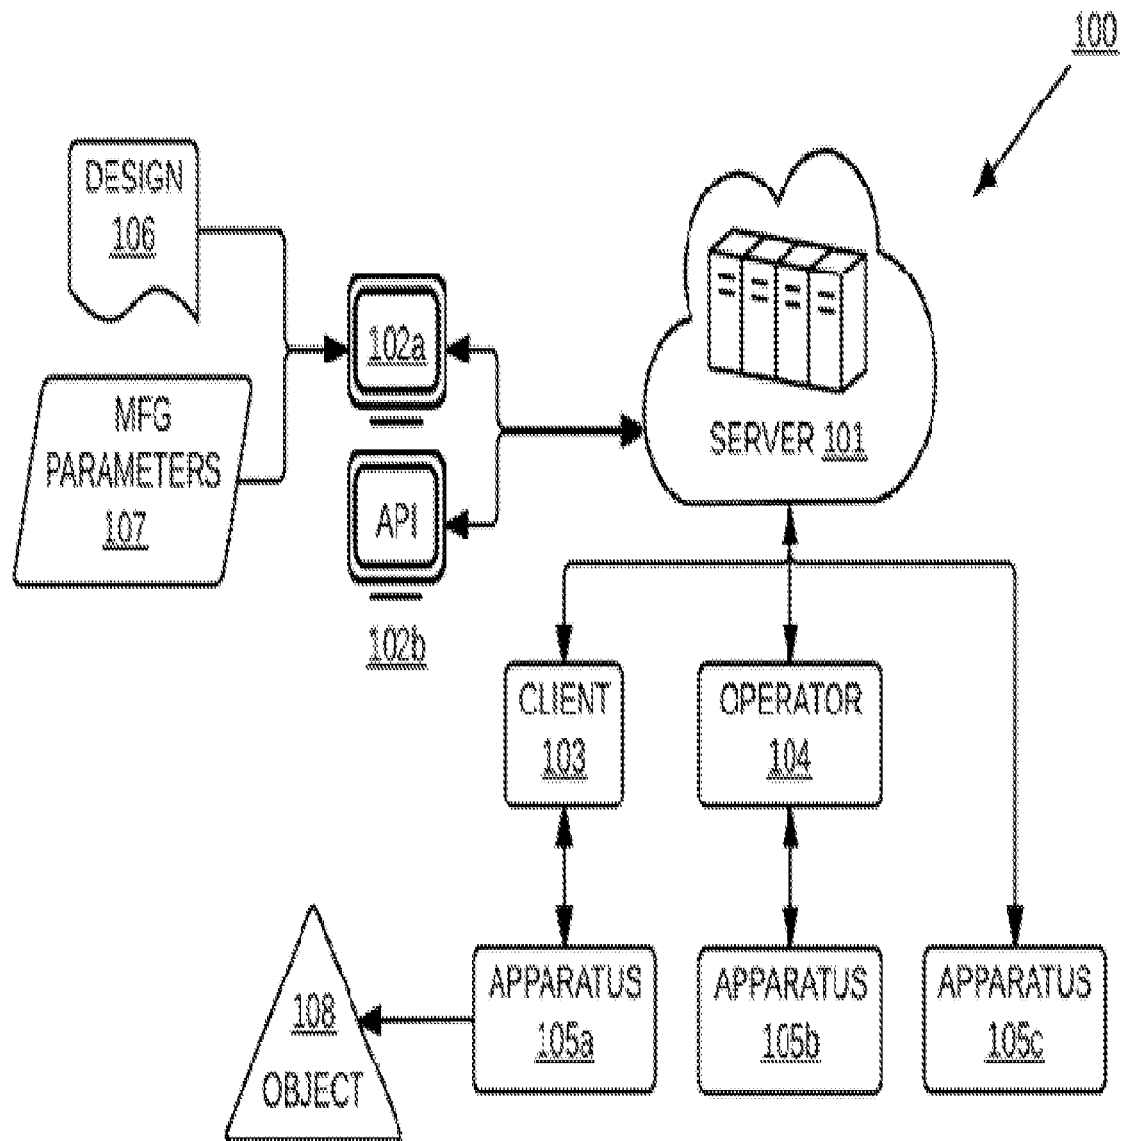 100
DESIGN
106
MFG
PARAMETERS
107
102a
API
102b
SERVER 101
CLIENT
103
OPERATOR
104
APPARATUS
105a
APPARATUS
105b
APPARATUS
105c
108
OBJECT